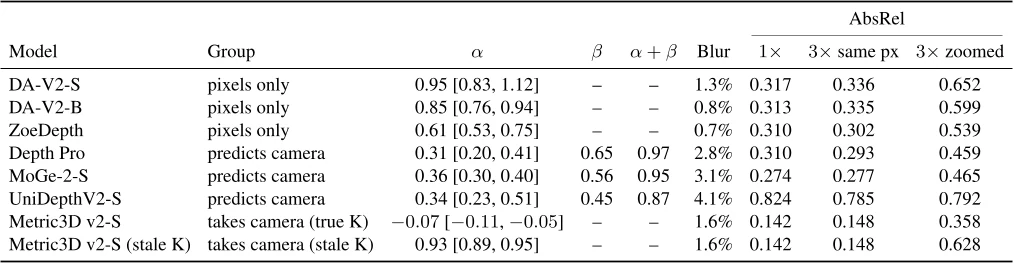 AbsRel
Model Group α β α + β Blur 1× 3× same px 3× zoomed
DA-V2-S pixels only 0.95 [0.83, 1.12] – – 1.3% 0.317 0.336 0.652
DA-V2-B pixels only 0.85 [0.76, 0.94] – – 0.8% 0.313 0.335 0.599
ZoeDepth pixels only 0.61 [0.53, 0.75] – – 0.7% 0.310 0.302 0.539
Depth Pro predicts camera 0.31 [0.20, 0.41] 0.65 0.97 2.8% 0.310 0.293 0.459
MoGe-2-S predicts camera 0.36 [0.30, 0.40] 0.56 0.95 3.1% 0.274 0.277 0.465
UniDepthV2-S predicts camera 0.34 [0.23, 0.51] 0.45 0.87 4.1% 0.824 0.785 0.792
Metric3D v2-S takes camera (true K) −0.07 [−0.11, −0.05] – – 1.6% 0.142 0.148 0.358
Metric3D v2-S (stale K) takes camera (stale K) 0.93 [0.89, 0.95] – – 1.6% 0.142 0.148 0.628